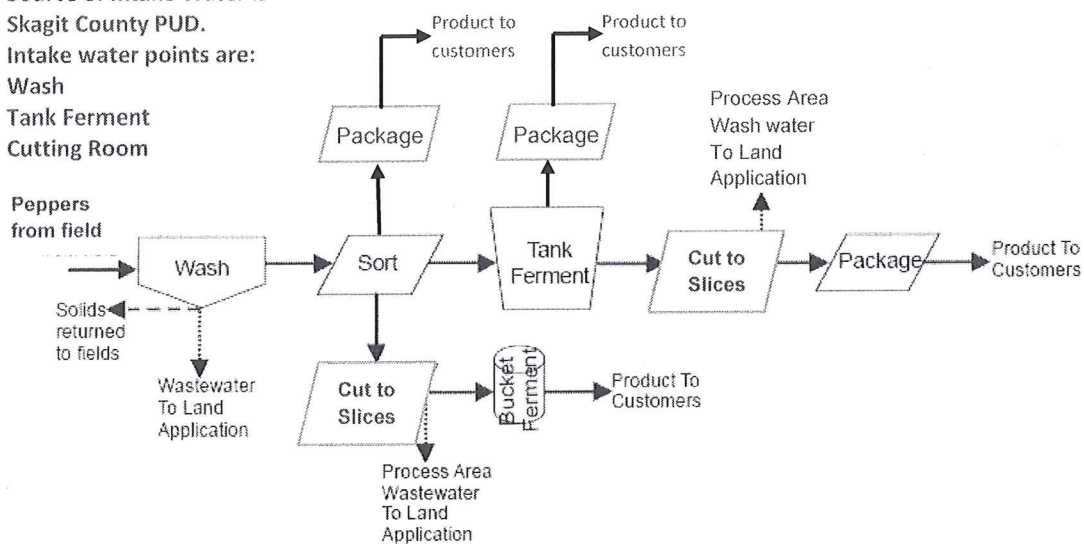 Skagit County PUD.
Intake water points are:
Wash
Tank Ferment
Cutting Room
Product to
customers
Product to
customers
Package
Package
Process Area
Wash water
To Land
Application
Peppers
from field
Wash
Sort
Tank
Ferment
Cut to
Slices
Package
Product To
Customers
Solids
returned
to fields
Wastewater
To Land
Application
Cut to
Slices
Bucket
Ferment
Product To
Customers
Process Area
Wastewater
To Land
Application